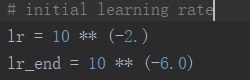 # initial learning rate
lr = 10 ** (-2.)
lr_end = 10 ** (-6.0)